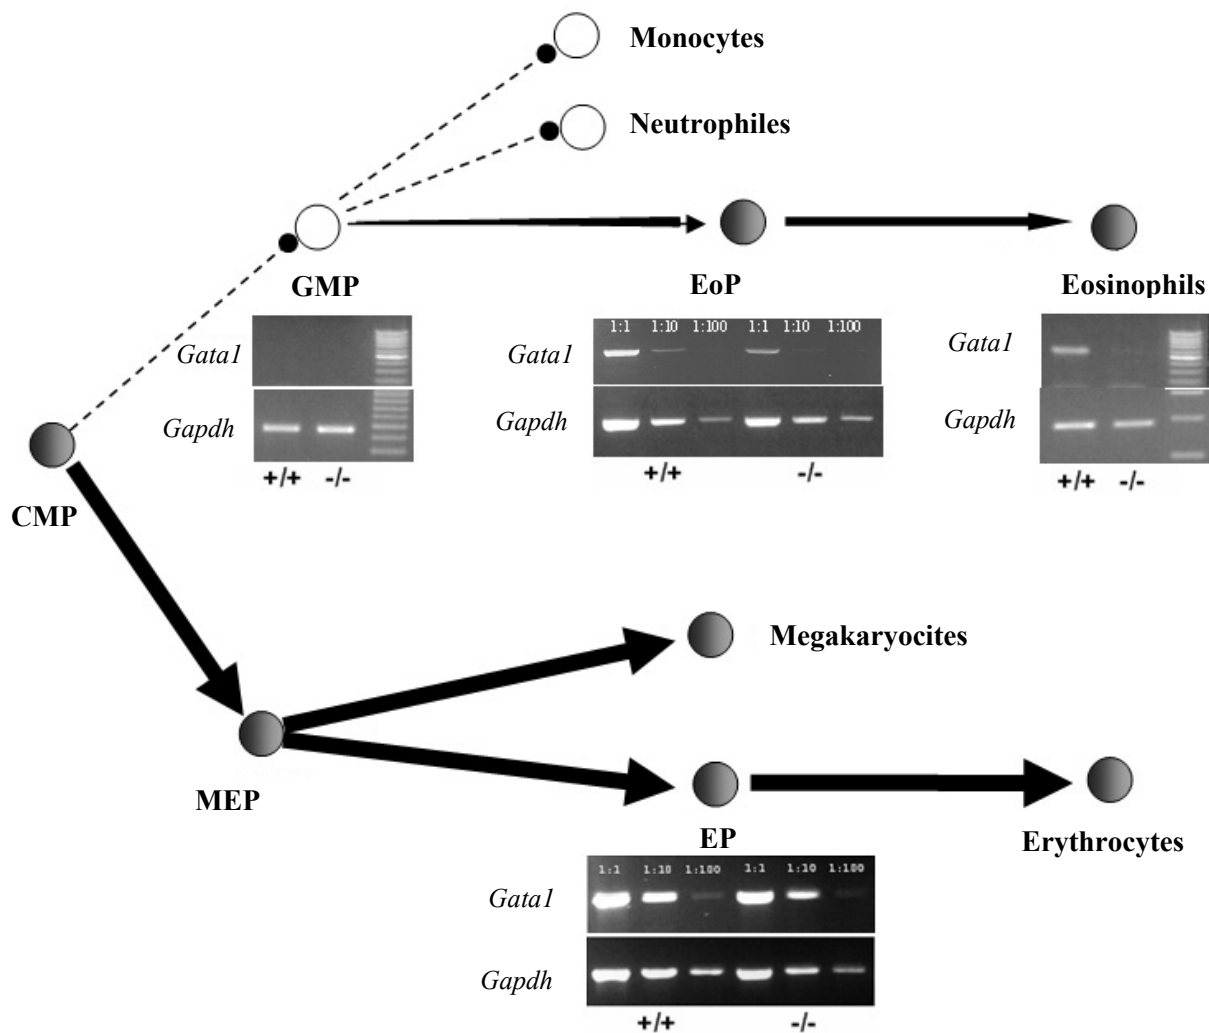 Monocytes
Neutrophiles
GMP
EoP
Eosinophils
Gata1
Gapdh
+/+ -/-
Gata1
1:1 1:10 1:100 1:1 1:10 1:100
Gapdh
+/+ -/-
Gata1
Gapdh
+/+ -/-
CMP
Megakaryocites
MEP
EP
Erythrocytes
1:1 1:10 1:100 1:1 1:10 1:100
Gata1
Gapdh
+/+ -/-